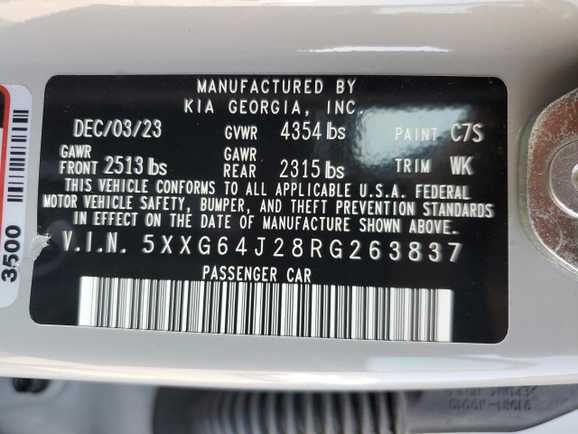 MANUFACTURED BY
KIA GEORGIA, INC.
DEC/03/23 GVWR 4354 lbs PAINT C7S
GAWR FRONT 2513 lbs GAWR REAR 2315 lbs TRIM WK
THIS VEHICLE CONFORMS TO ALL APPLICABLE U.S.A. FEDERAL
MOTOR VEHICLE SAFETY, BUMPER, AND THEFT PREVENTION STANDARDS
IN EFFECT ON THE DATE OF MANUFACTURE SHOWN ABOVE.
V.I.N. 5XXG64J28RG263837
PASSENGER CAR
3500